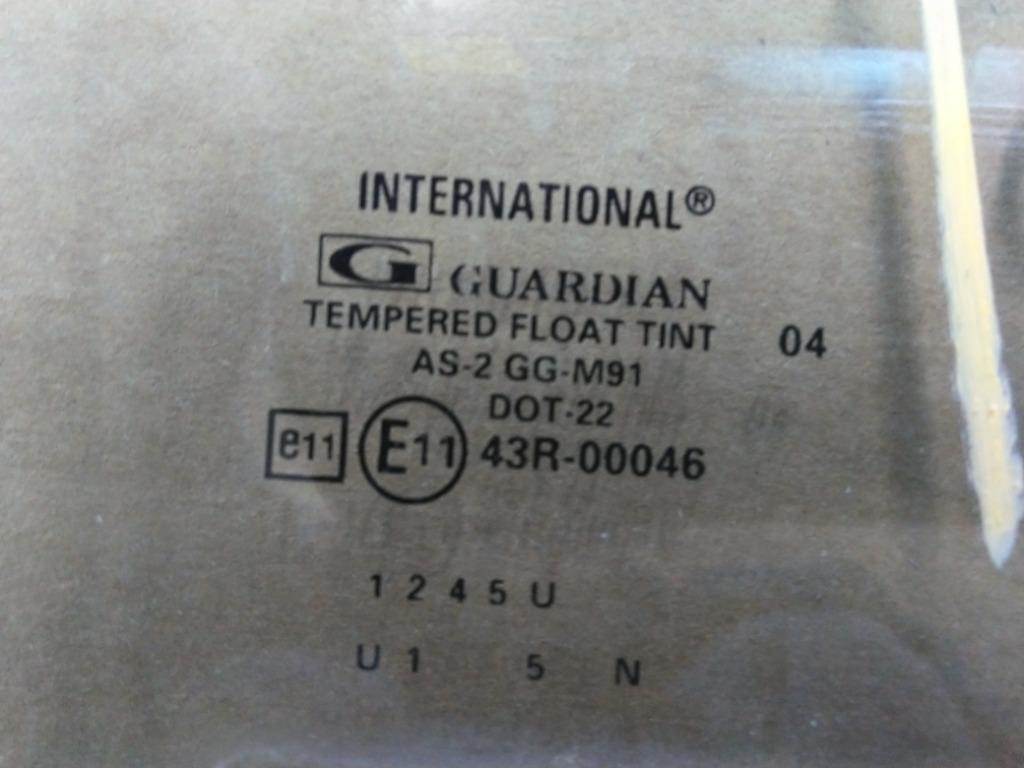 INTERNATIONAL®
G GUARDIAN
TEMPERED FLOAT TINT 04
AS-2 GG-M91
DOT-22
e11 E11 43R-00046
1 2 4 5 U
U 1 5 N